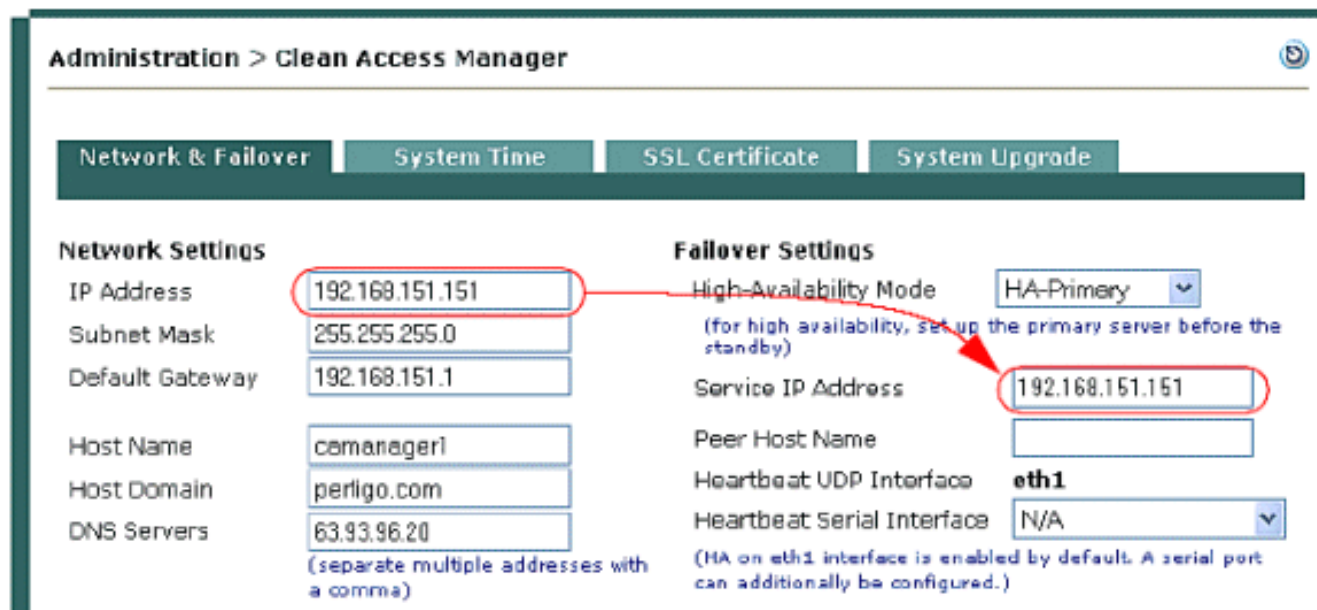 Administration > Clean Access Manager
Network & Failover
System Time
SSL Certificate
System Upgrade
Network Settings
IP Address
192.168.151.151
Subnet Mask
255.255.255.0
Default Gateway
192.168.151.1
Host Name
camanager1
Host Domain
perfigo.com
DNS Servers
63.93.96.20
(separate multiple addresses with
a comma)
Failover Settings
High-Availability Mode
HA-Primary
(for high availability, set up the primary server before the
standby)
Service IP Address
192.168.151.151
Peer Host Name
Heartbeat UDP Interface
eth1
Heartbeat Serial Interface
N/A
(HA on eth1 interface is enabled by default. A serial port
can additionally be configured.)